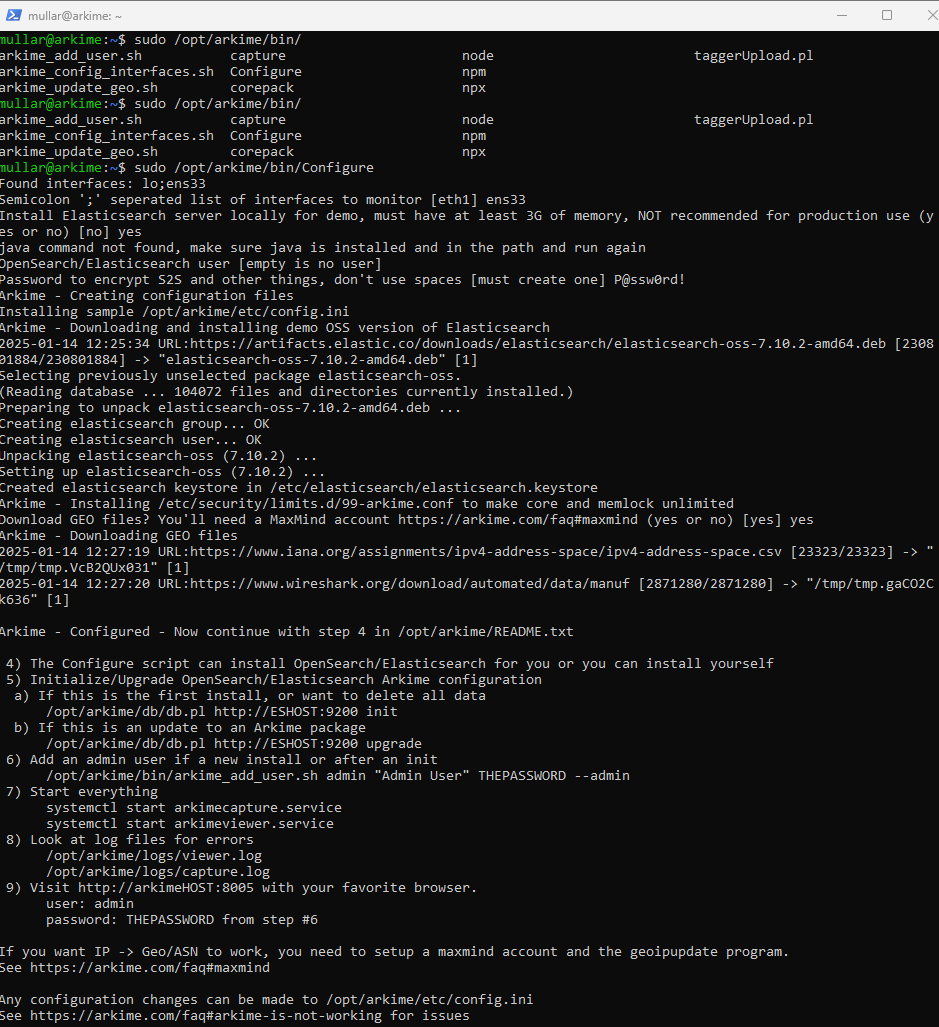 mullar@arkime: ~
mullar@arkime:~$ sudo /opt/arkime/bin/
arkime_add_user.sh capture node taggerUpload.pl
arkime_config_interfaces.sh Configure npm
arkime_update_geo.sh corepack npx
mullar@arkime:~$ sudo /opt/arkime/bin/
arkime_add_user.sh capture node taggerUpload.pl
arkime_config_interfaces.sh Configure npm
arkime_update_geo.sh corepack npx
mullar@arkime:~$ sudo /opt/arkime/bin/Configure
Found interfaces: lo;ens33
Semicolon ';' seperated list of interfaces to monitor [eth1] ens33
Install Elasticsearch server locally for demo, must have at least 3G of memory, NOT recommended for production use (y
es or no) [no] yes
java command not found, make sure java is installed and in the path and run again
OpenSearch/Elasticsearch user [empty is no user]
Password to encrypt S2S and other things, don't use spaces [must create one] P@ssw0rd!
Arkime - Creating configuration files
Installing sample /opt/arkime/etc/config.ini
Arkime - Downloading and installing demo OSS version of Elasticsearch
2025-01-14 12:25:34 URL:https://artifacts.elastic.co/downloads/elasticsearch/elasticsearch-oss-7.10.2-amd64.deb [2308
01884/230801884] -> "elasticsearch-oss-7.10.2-amd64.deb" [1]
Selecting previously unselected package elasticsearch-oss.
(Reading database ... 104072 files and directories currently installed.)
Preparing to unpack elasticsearch-oss-7.10.2-amd64.deb ...
Creating elasticsearch group... OK
Creating elasticsearch user... OK
Unpacking elasticsearch-oss (7.10.2) ...
Setting up elasticsearch-oss (7.10.2) ...
Created elasticsearch keystore in /etc/elasticsearch/elasticsearch.keystore
Arkime - Installing /etc/security/limits.d/99-arkime.conf to make core and memlock unlimited
Download GEO files? You'll need a MaxMind account https://arkime.com/faq#maxmind (yes or no) [yes] yes
Arkime - Downloading GEO files
2025-01-14 12:27:19 URL:https://www.iana.org/assignments/ipv4-address-space/ipv4-address-space.csv [23323/23323] -> "
/tmp/tmp.VcB2QUx031" [1]
2025-01-14 12:27:20 URL:https://www.wireshark.org/download/automated/data/manuf [2871280/2871280] -> "/tmp/tmp.gaCO2C
k636" [1]
Arkime - Configured - Now continue with step 4 in /opt/arkime/README.txt
4) The Configure script can install OpenSearch/Elasticsearch for you or you can install yourself
5) Initialize/Upgrade OpenSearch/Elasticsearch Arkime configuration
a) If this is the first install, or want to delete all data
/opt/arkime/db/db.pl http://ESHOST:9200 init
b) If this is an update to an Arkime package
/opt/arkime/db/db.pl http://ESHOST:9200 upgrade
6) Add an admin user if a new install or after an init
/opt/arkime/bin/arkime_add_user.sh admin "Admin User" THEPASSWORD --admin
7) Start everything
systemctl start arkimecapture.service
systemctl start arkimeviewer.service
8) Look at log files for errors
/opt/arkime/logs/viewer.log
/opt/arkime/logs/capture.log
9) Visit http://arkimeHOST:8005 with your favorite browser.
user: admin
password: THEPASSWORD from step #6
If you want IP -> Geo/ASN to work, you need to setup a maxmind account and the geoipupdate program.
See https://arkime.com/faq#maxmind
Any configuration changes can be made to /opt/arkime/etc/config.ini
See https://arkime.com/faq#arkime-is-not-working for issues